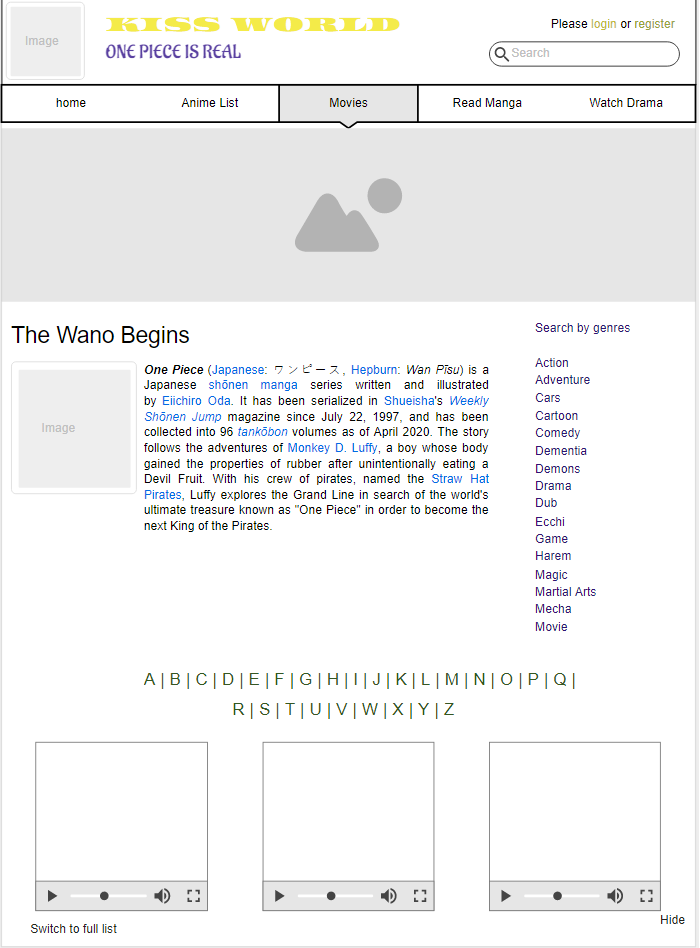 Image
KISS WORLD
ONE PIECE IS REAL
Please login or register
Search
home
Anime List
Movies
Read Manga
Watch Drama
The Wano Begins
Image
One Piece (Japanese: ワンピース, Hepburn: Wan Pīsu) is a
Japanese shōnen manga series written and illustrated
by Eiichiro Oda. It has been serialized in Shueisha's Weekly
Shōnen Jump magazine since July 22, 1997, and has been
collected into 96 tankōbon volumes as of April 2020. The story
follows the adventures of Monkey D. Luffy, a boy whose body
gained the properties of rubber after unintentionally eating a
Devil Fruit. With his crew of pirates, named the Straw Hat
Pirates, Luffy explores the Grand Line in search of the world's
ultimate treasure known as "One Piece" in order to become the
next King of the Pirates.
Search by genres
Action
Adventure
Cars
Cartoon
Comedy
Dementia
Demons
Drama
Dub
Ecchi
Game
Harem
Magic
Martial Arts
Mecha
Movie
A | B | C | D | E | F | G | H | I | J | K | L | M | N | O | P | Q |
R | S | T | U | V | W | X | Y | Z
Switch to full list
Hide